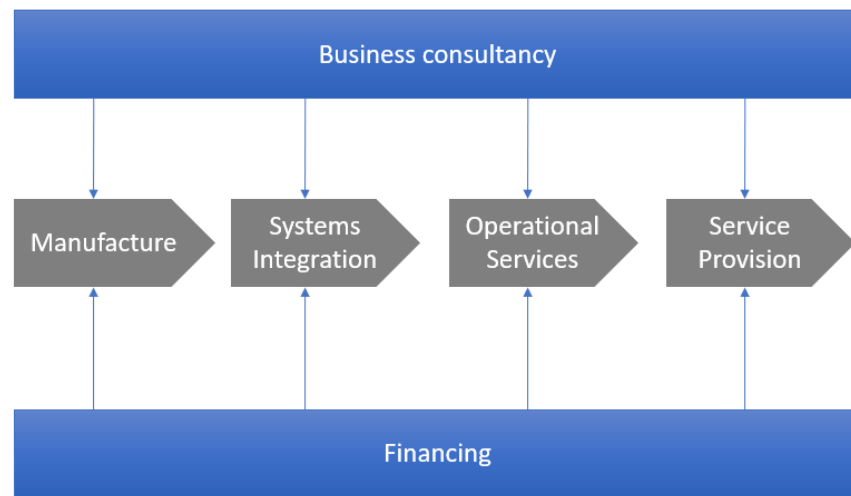 Business consultancy
Manufacture
Systems
Integration
Operational
Services
Service
Provision
Financing